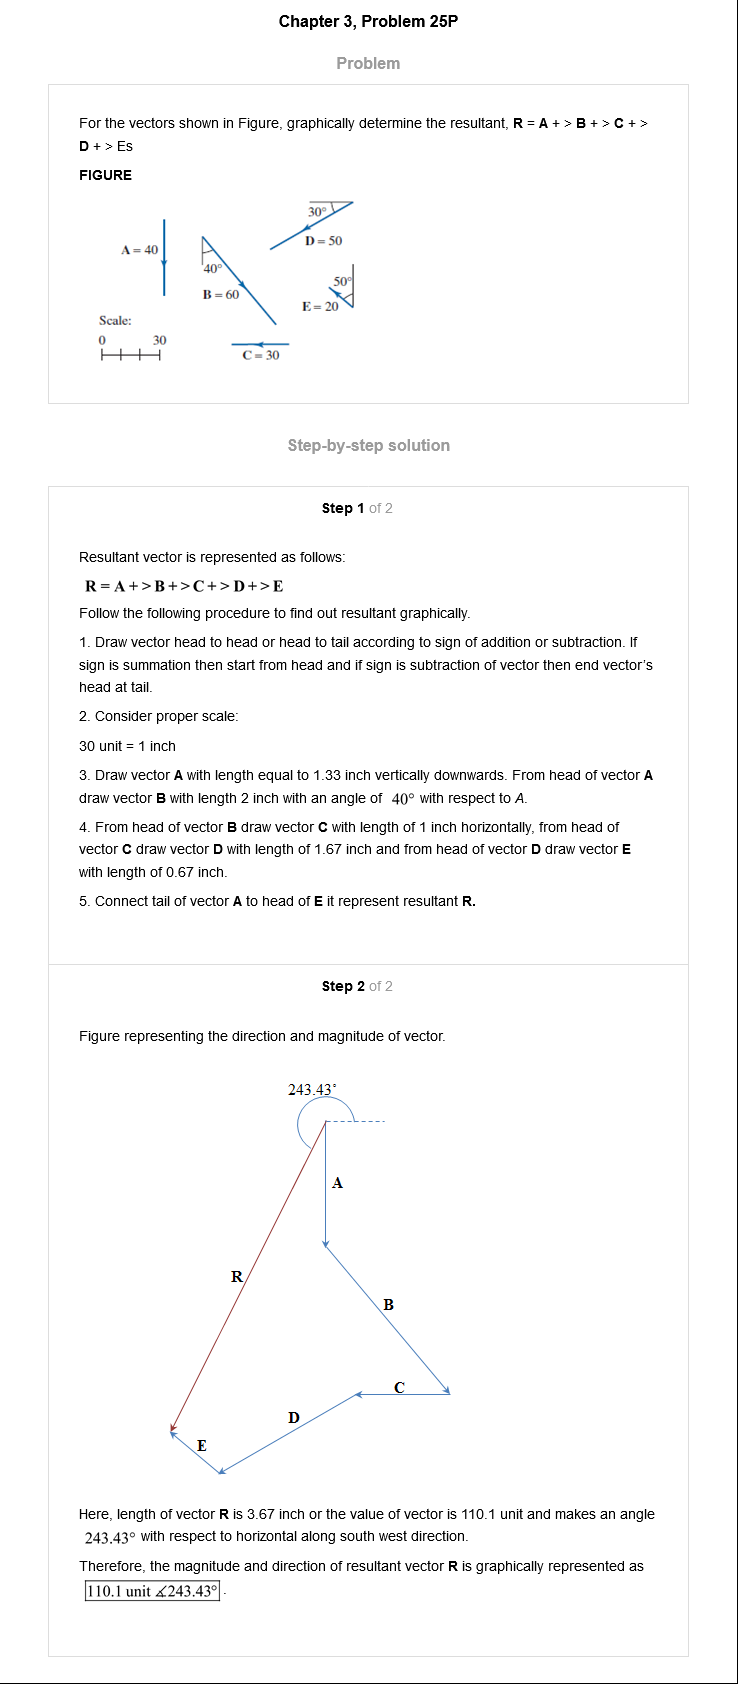 Chapter 3, Problem 25P
Problem
For the vectors shown in Figure, graphically determine the resultant, R = A + > B + > C + >
D + > Es
FIGURE
30°
A = 40
D = 50
40°
50°
B = 60
E = 20
Scale:
0 30
C = 30
Step-by-step solution
Step 1 of 2
Resultant vector is represented as follows:
R = A +> B +> C +> D +> E
Follow the following procedure to find out resultant graphically.
1. Draw vector head to head or head to tail according to sign of addition or subtraction. If
sign is summation then start from head and if sign is subtraction of vector then end vector’s
head at tail.
2. Consider proper scale:
30 unit = 1 inch
3. Draw vector A with length equal to 1.33 inch vertically downwards. From head of vector A
draw vector B with length 2 inch with an angle of 40° with respect to A.
4. From head of vector B draw vector C with length of 1 inch horizontally, from head of
vector C draw vector D with length of 1.67 inch and from head of vector D draw vector E
with length of 0.67 inch.
5. Connect tail of vector A to head of E it represent resultant R.
Step 2 of 2
Figure representing the direction and magnitude of vector.
243.43°
A
R
B
C
D
E
Here, length of vector R is 3.67 inch or the value of vector is 110.1 unit and makes an angle
243.43° with respect to horizontal along south west direction.
Therefore, the magnitude and direction of resultant vector R is graphically represented as
110.1 unit ∡243.43° .